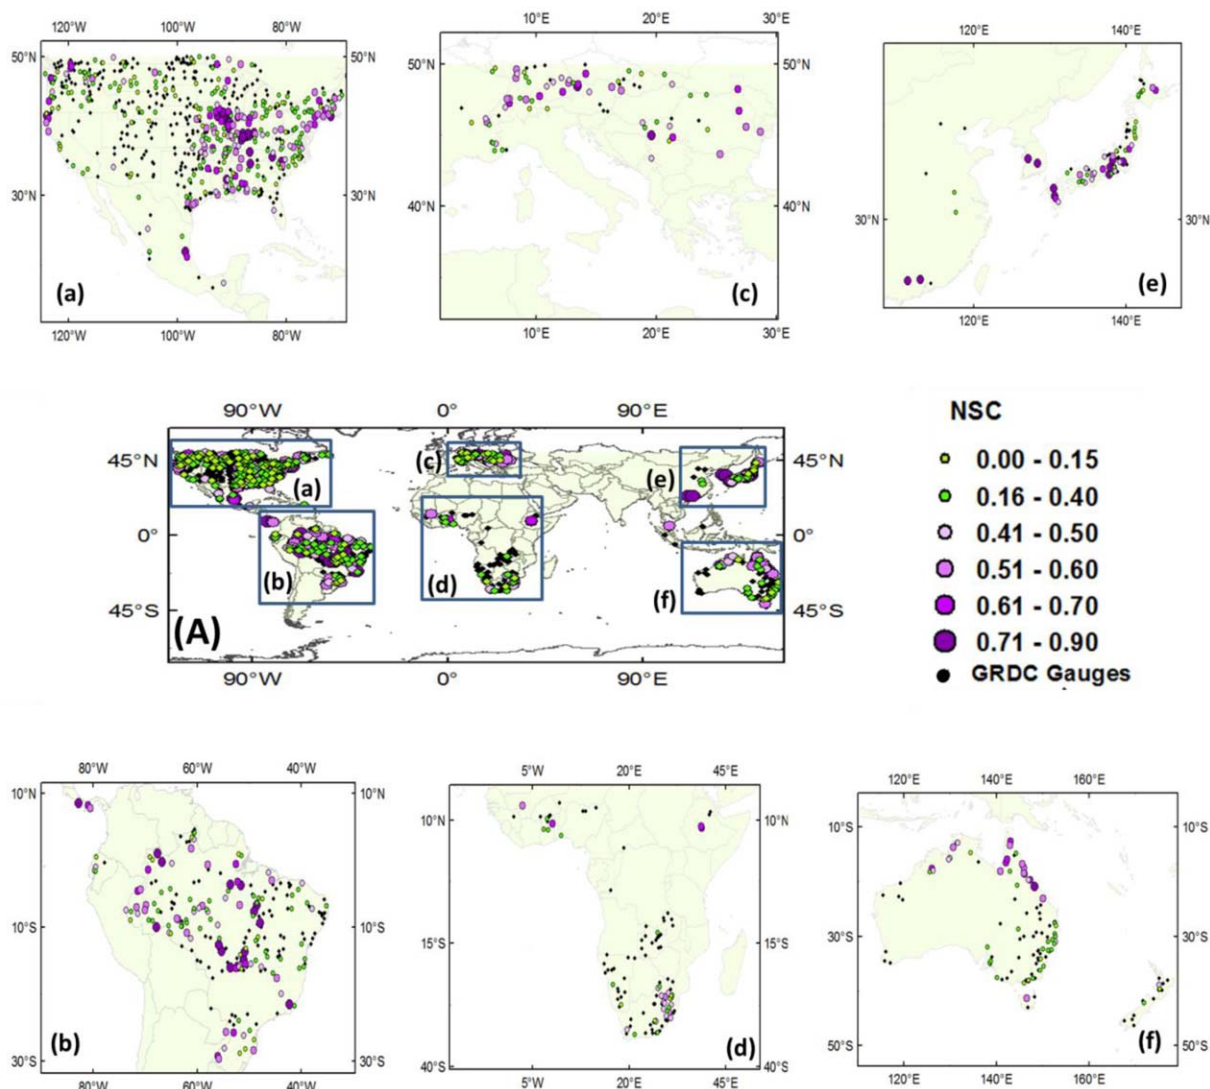 120°W 100°W 80°W
50°N 50°N
30°N 30°N
(a)
120°W 100°W 80°W
10°E 20°E 30°E
50°N 50°N
40°N 40°N
(c)
10°E 20°E 30°E
120°E 140°E
30°N 30°N
(e)
120°E 140°E
90°W 0° 90°E
45°N 45°N
0° 0°
45°S 45°S
(a)
(b)
(c)
(d)
(e)
(f)
(A)
90°W 0° 90°E
NSC
0.00 - 0.15
0.16 - 0.40
0.41 - 0.50
0.51 - 0.60
0.61 - 0.70
0.71 - 0.90
GRDC Gauges
80°W 60°W 40°W
10°N 10°N
10°S 10°S
30°S 30°S
(b)
80°W 60°W 40°W
5°W 20°E 45°E
10°N 10°N
15°S 15°S
40°S 40°S
(d)
5°W 20°E 45°E
120°E 140°E 160°E
10°S 10°S
30°S 30°S
50°S 50°S
(f)
120°E 140°E 160°E